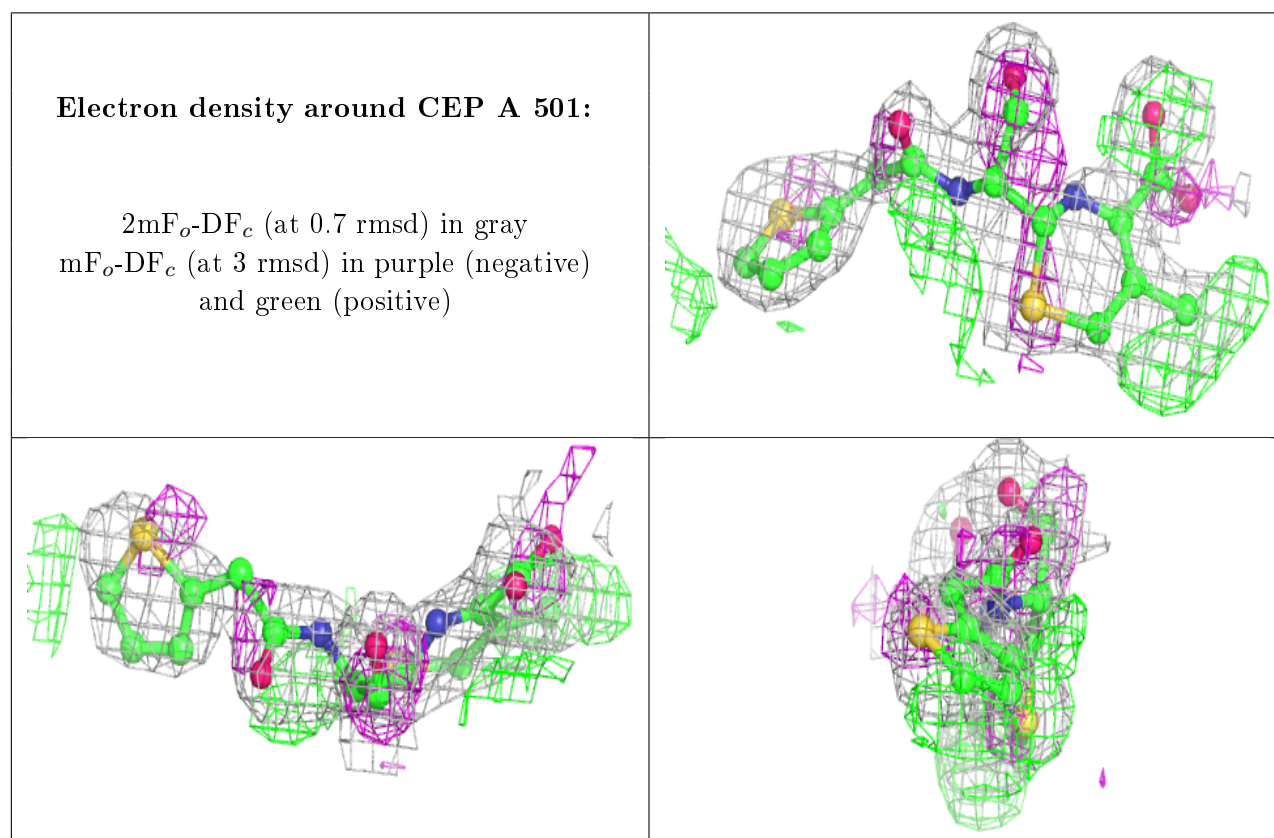 Electron density around CEP A 501:
2mFo-DFc (at 0.7 rmsd) in gray
mFo-DFc (at 3 rmsd) in purple (negative)
and green (positive)